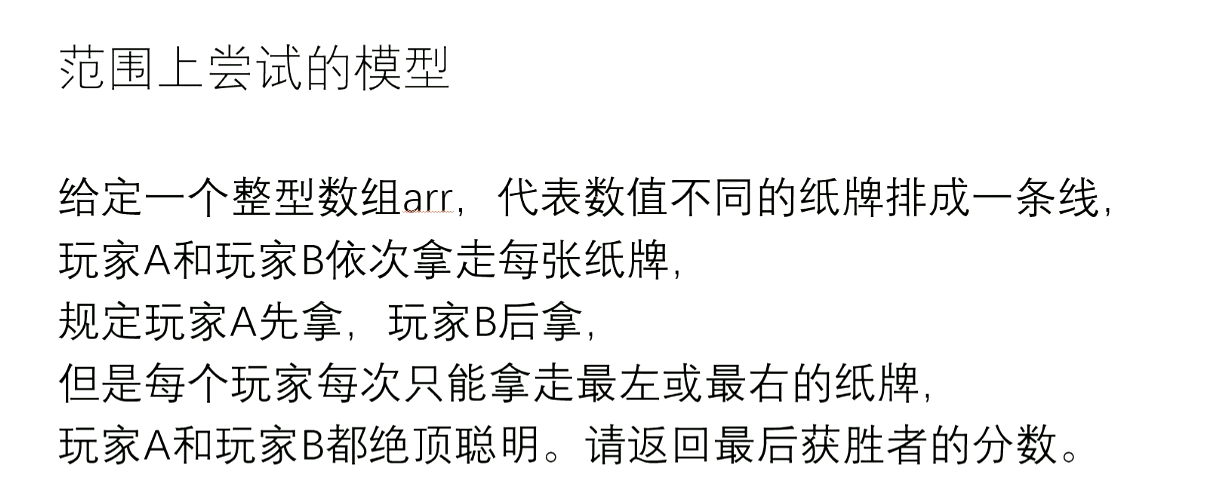 范围上尝试的模型
给定一个整型数组arr，代表数值不同的纸牌排成一条线，
玩家A和玩家B依次拿走每张纸牌，
规定玩家A先拿，玩家B后拿，
但是每个玩家每次只能拿走最左或最右的纸牌，
玩家A和玩家B都绝顶聪明。请返回最后获胜者的分数。